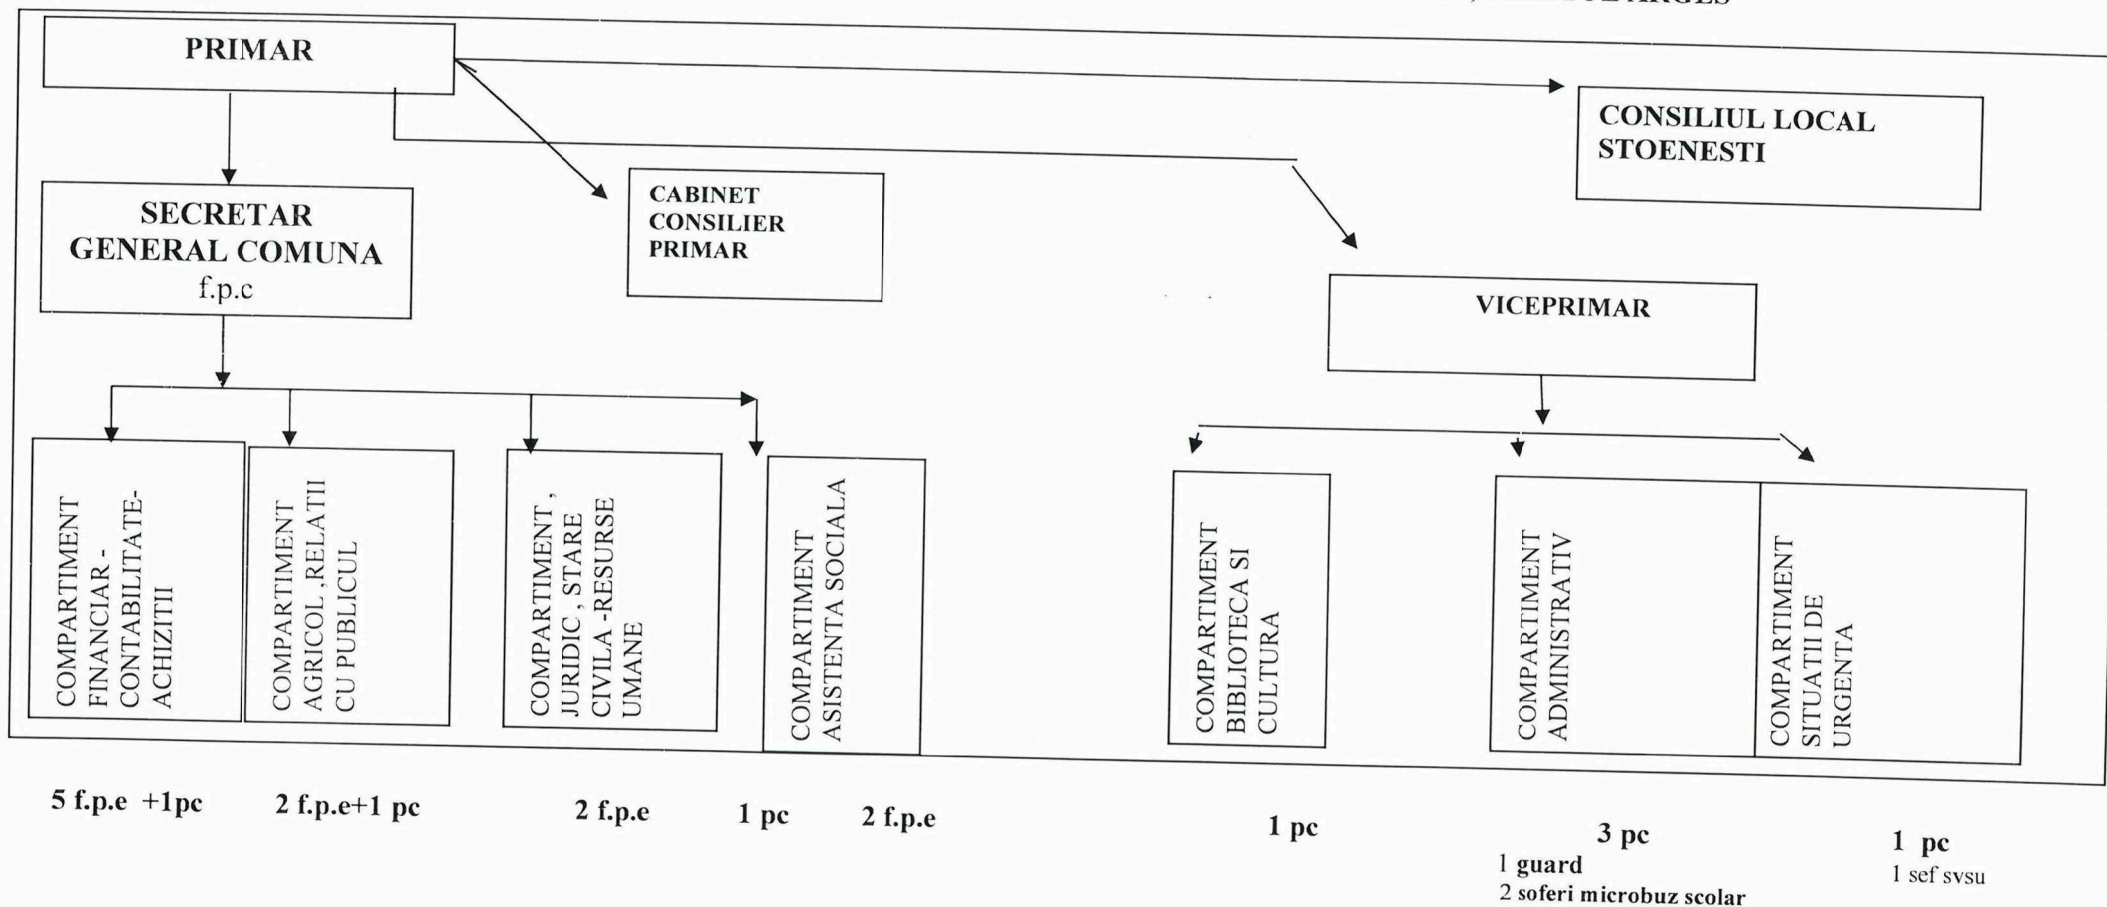 ARGES
PRIMAR
CONSILIUL LOCAL
STOENESTI
SECRETAR
GENERAL COMUNA
f.p.c
CABINET
CONSILIER
PRIMAR
VICEPRIMAR
COMPARTIMENT
FINANCIAR -
CONTABILITATE-
ACHIZITII
COMPARTIMENT
AGRICOL ,RELATII
CU PUBLICUL
COMPARTIMENT ,
JURIDIC , STARE
CIVILA -RESURSE
UMANE
COMPARTIMENT
ASISTENTA SOCIALA
COMPARTIMENT
BIBLIOTECA SI
CULTURA
COMPARTIMENT
ADMINISTRATIV
COMPARTIMENT
SITUATII DE
URGENTA
5 f.p.e +1pc
2 f.p.e+1 pc
2 f.p.e
1 pc
2 f.p.e
1 pc
3 pc
1 guard
2 soferi microbuz scolar
1 pc
1 sef svsu